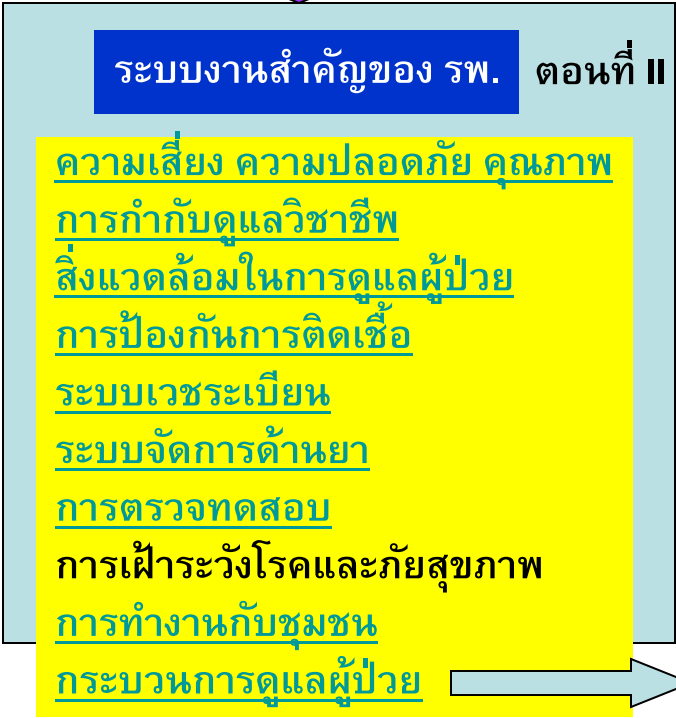 ระบบงานสำคัญของ รพ. ตอนที่ II
ความเสี่ยง ความปลอดภัย คุณภาพ
การกำกับดูแลวิชาชีพ
สิ่งแวดล้อมในการดูแลผู้ป่วย
การป้องกันการติดเชื้อ
ระบบเวชระเบียน
ระบบจัดการด้านยา
การตรวจทดสอบ
การเฝ้าระวังโรคและภัยสุขภาพ
การทำงานกับชุมชน
กระบวนการดูแลผู้ป่วย